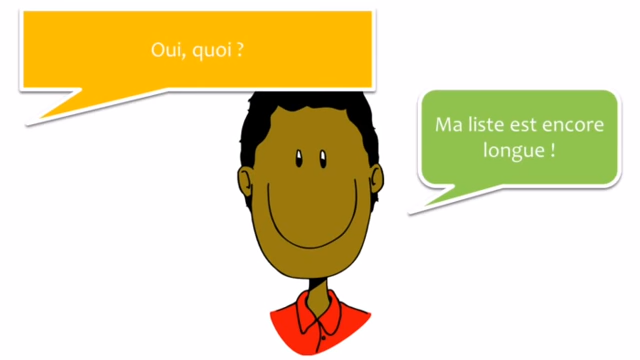 Oui, quoi ?
Ma liste est encore
longue !